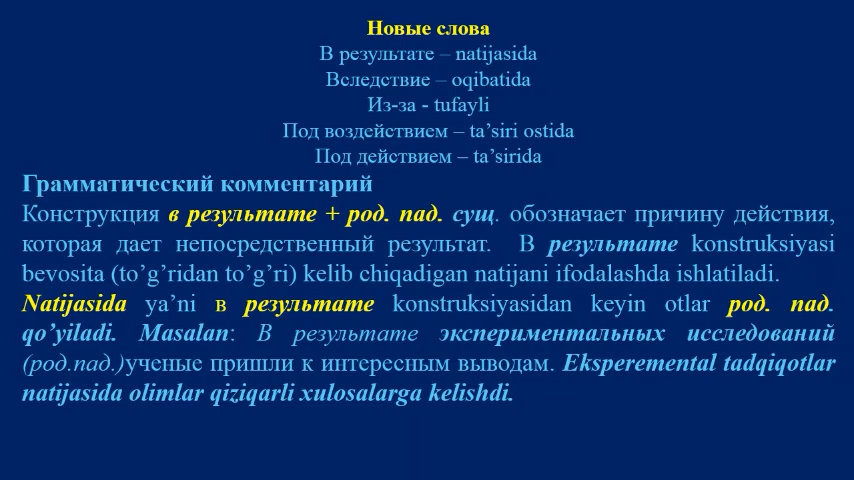 Новые слова
В результате – natijasida
Вследствие – oqibatida
Из-за - tufayli
Под воздействием – ta’siri ostida
Под действием – ta’sirida
Грамматический комментарий
Конструкция в результате + род. пад. сущ. обозначает причину действия,
которая дает непосредственный результат. В результате konstruksiyasi
bevosita (to’g’ridan to’g’ri) kelib chiqadigan natijani ifodalashda ishlatiladi.
Natijasida ya’ni в результате konstruksiyasidan keyin otlar род. пад.
qo’yiladi. Masalan: В результате экспериментальных исследований
(род.пад.)ученые пришли к интересным выводам. Eksperemental tadqiqotlar
natijasida olimlar qiziqarli xulosalarga kelishdi.